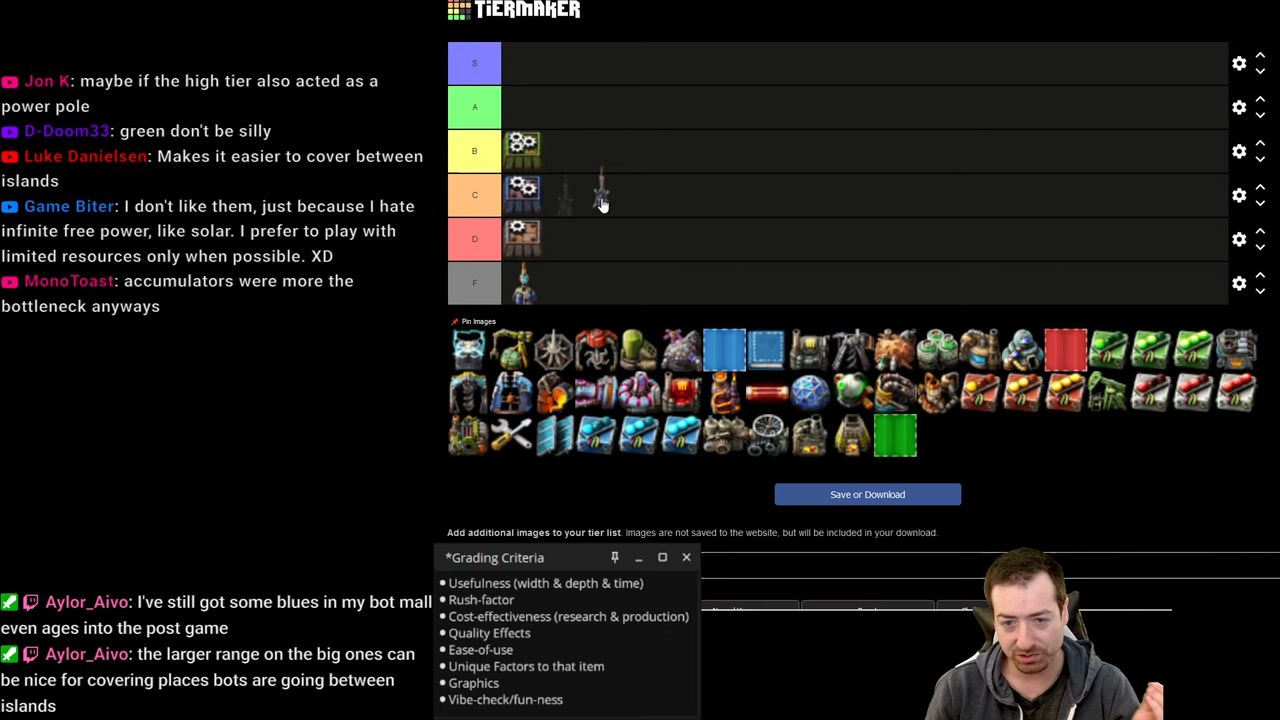 TiERMAKER
Jon K: maybe if the high tier also acted as a
power pole
D-Doom33: green don't be silly
Luke Danielsen: Makes it easier to cover between
islands
Game Biter: I don't like them, just because I hate
infinite free power, like solar. I prefer to play with
limited resources only when possible. XD
MonoToast: accumulators were more the
bottleneck anyways
S
A
B
C
D
F
Pin Images
Save or Download
Add additional images to your tier list. Images are not saved to the website, but will be included in your download.
*Grading Criteria
Usefulness (width & depth & time)
Rush-factor
Cost-effectiveness (research & production)
Quality Effects
Ease-of-use
Unique Factors to that item
Graphics
Vibe-check/fun-ness
Aylor_Aivo: I've still got some blues in my bot mall
even ages into the post game
Aylor_Aivo: the larger range on the big ones can
be nice for covering places bots are going between
islands